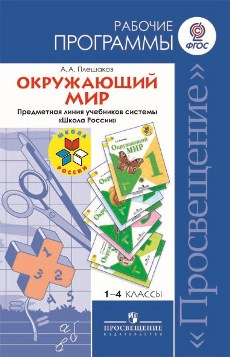 РАБОЧИЕ
ПРОГРАММЫ
ФГОС
А. А. Плешаков
ОКРУЖАЮЩИЙ
МИР
Предметная линия учебников системы
«Школа России»
ШКОЛА
РОССИИ
Окружающий мир
1
1–4 КЛАССЫ
ПРОСВЕЩЕНИЕ
ИЗДАТЕЛЬСТВО
«Просвещение»